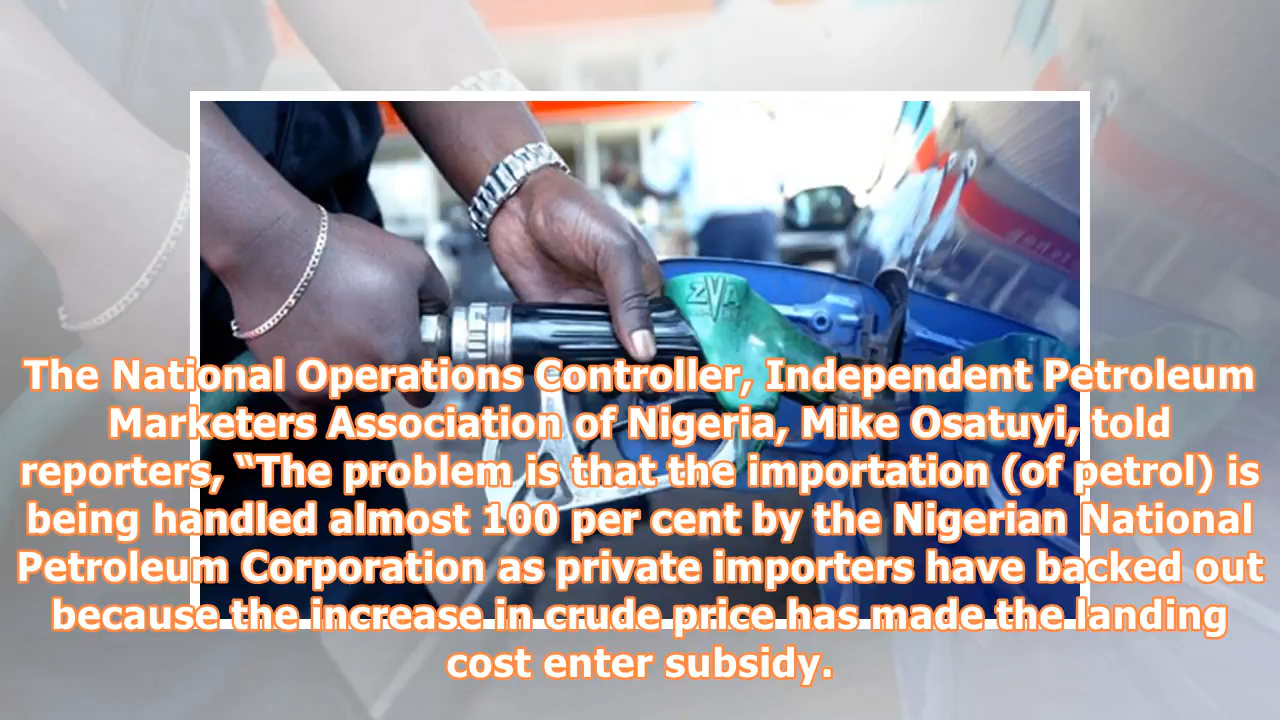 ZVA
The National Operations Controller, Independent Petroleum
Marketers Association of Nigeria, Mike Osatuyi, told
reporters, “The problem is that the importation (of petrol) is
being handled almost 100 per cent by the Nigerian National
Petroleum Corporation as private importers have backed out
because the increase in crude price has made the landing
cost enter subsidy.